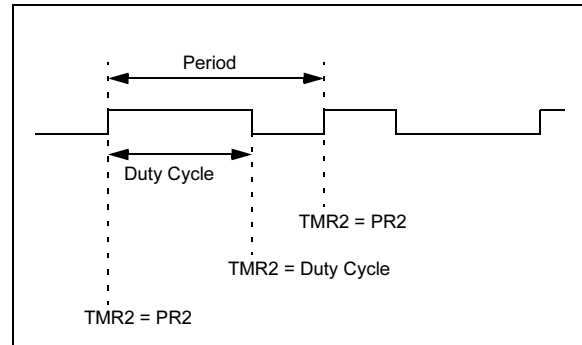 Period
Duty Cycle
TMR2 = PR2
TMR2 = Duty Cycle
TMR2 = PR2